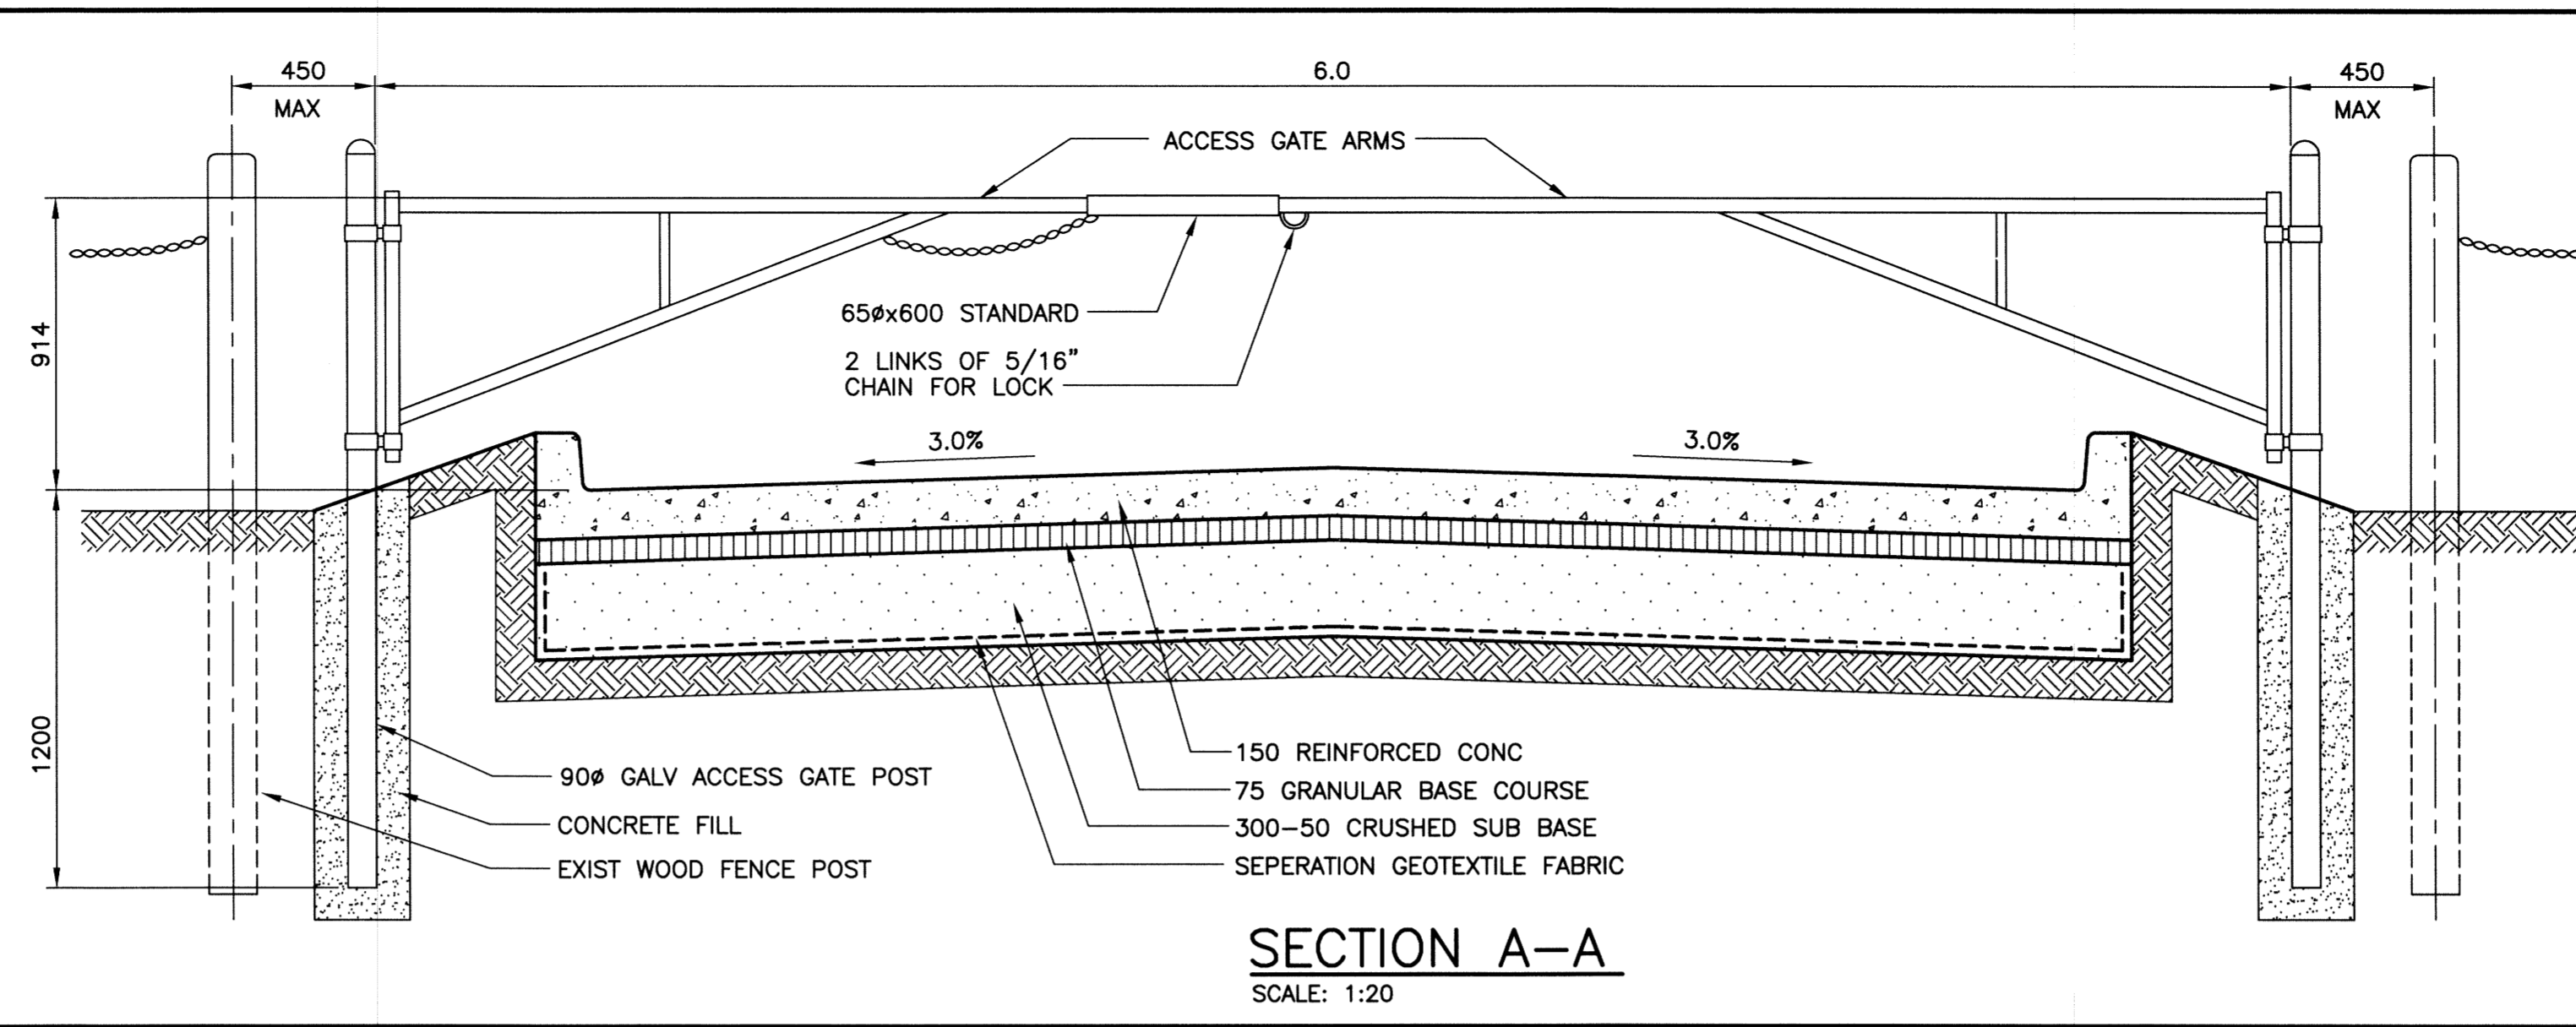 450
MAX
6.0
450
MAX
ACCESS GATE ARMS
914
65øx600 STANDARD
2 LINKS OF 5/16"
CHAIN FOR LOCK
3.0%
3.0%
1200
90ø GALV ACCESS GATE POST
CONCRETE FILL
EXIST WOOD FENCE POST
150 REINFORCED CONC
75 GRANULAR BASE COURSE
300-50 CRUSHED SUB BASE
SEPERATION GEOTEXTILE FABRIC
SECTION A-A
SCALE: 1:20